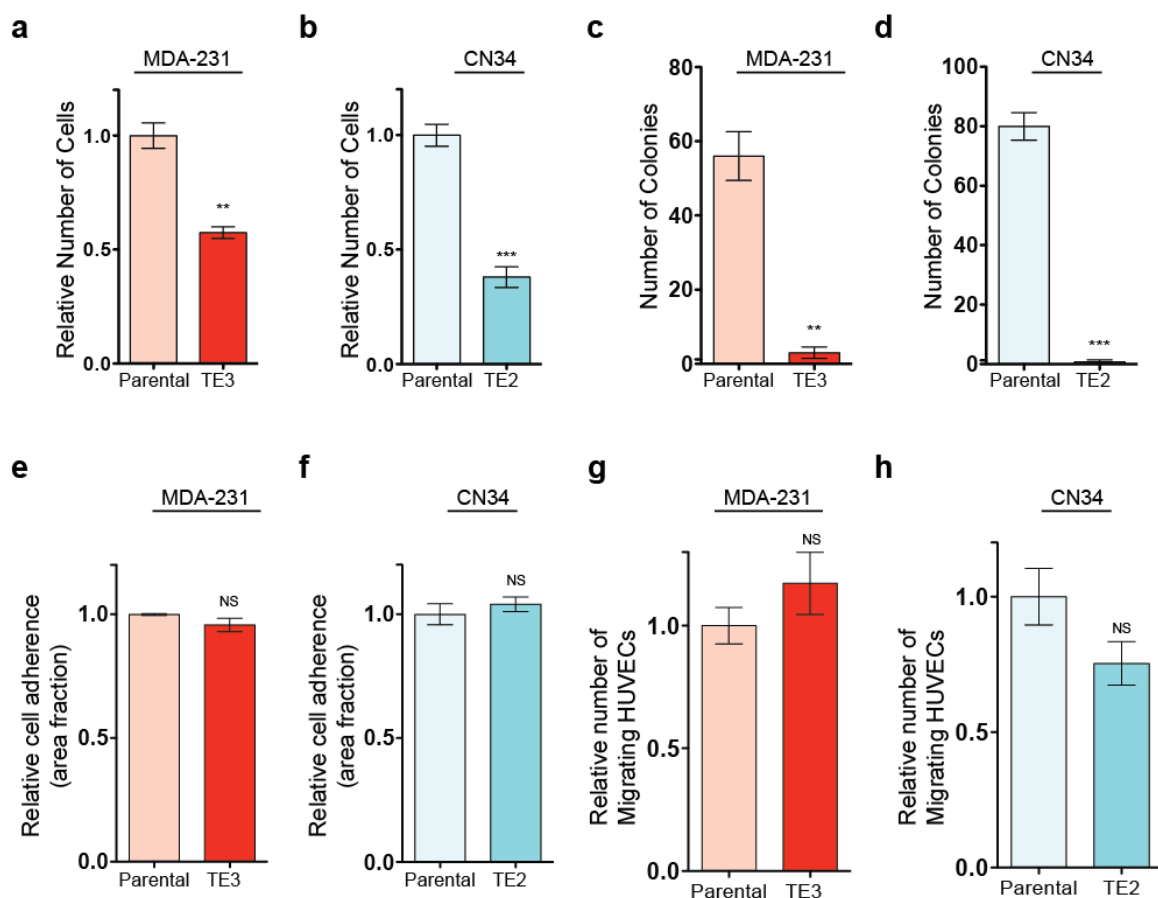 a
MDA-231
Relative Number of Cells
1.0
0.5
0.0
**
Parental TE3
b
CN34
Relative Number of Cells
1.0
0.5
0.0
***
Parental TE2
c
MDA-231
Number of Colonies
80
60
40
20
0
**
Parental TE3
d
CN34
Number of Colonies
100
80
60
40
20
0
***
Parental TE2
e
MDA-231
Relative cell adherence
(area fraction)
1.0
0.5
0.0
NS
Parental TE3
f
CN34
Relative cell adherence
(area fraction)
1.0
0.5
0.0
NS
Parental TE2
g
MDA-231
Relative number of
Migrating HUVECs
1.0
0.5
0.0
NS
Parental TE3
h
CN34
Relative number of
Migrating HUVECs
1.0
0.5
0.0
NS
Parental TE2